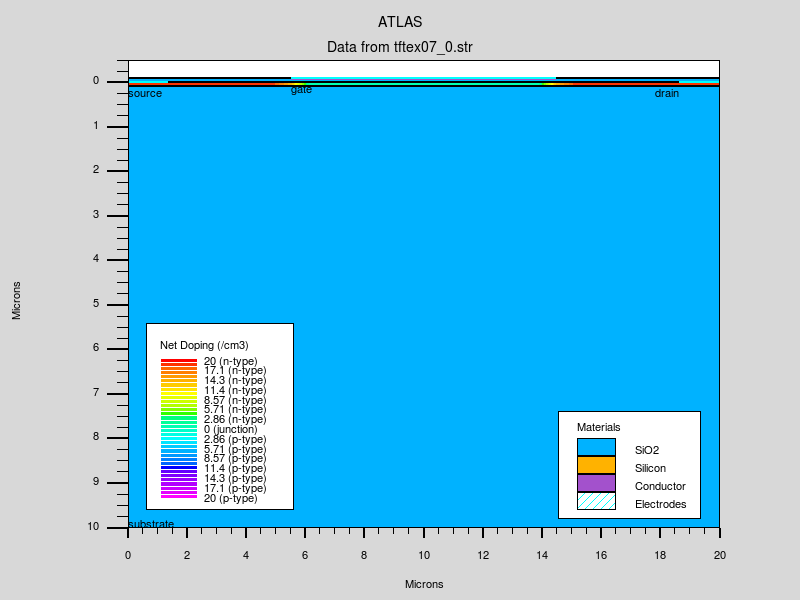 ATLAS
Data from tftex07_0.str
0
source
gate
drain
1
2
3
4
5
6
7
8
9
10
Microns
Net Doping (/cm3)
20 (n-type)
17.1 (n-type)
14.3 (n-type)
11.4 (n-type)
8.57 (n-type)
5.71 (n-type)
2.86 (n-type)
0 (junction)
2.86 (p-type)
5.71 (p-type)
8.57 (p-type)
11.4 (p-type)
14.3 (p-type)
17.1 (p-type)
20 (p-type)
Materials
SiO2
Silicon
Conductor
Electrodes
substrate
0 2 4 6 8 10 12 14 16 18 20
Microns